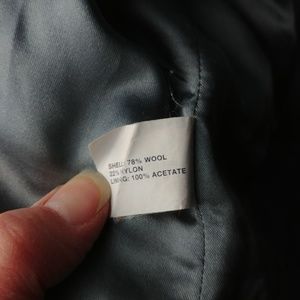 SHELL: 78% WOOL
22% NYLON
LINING: 100% ACETATE